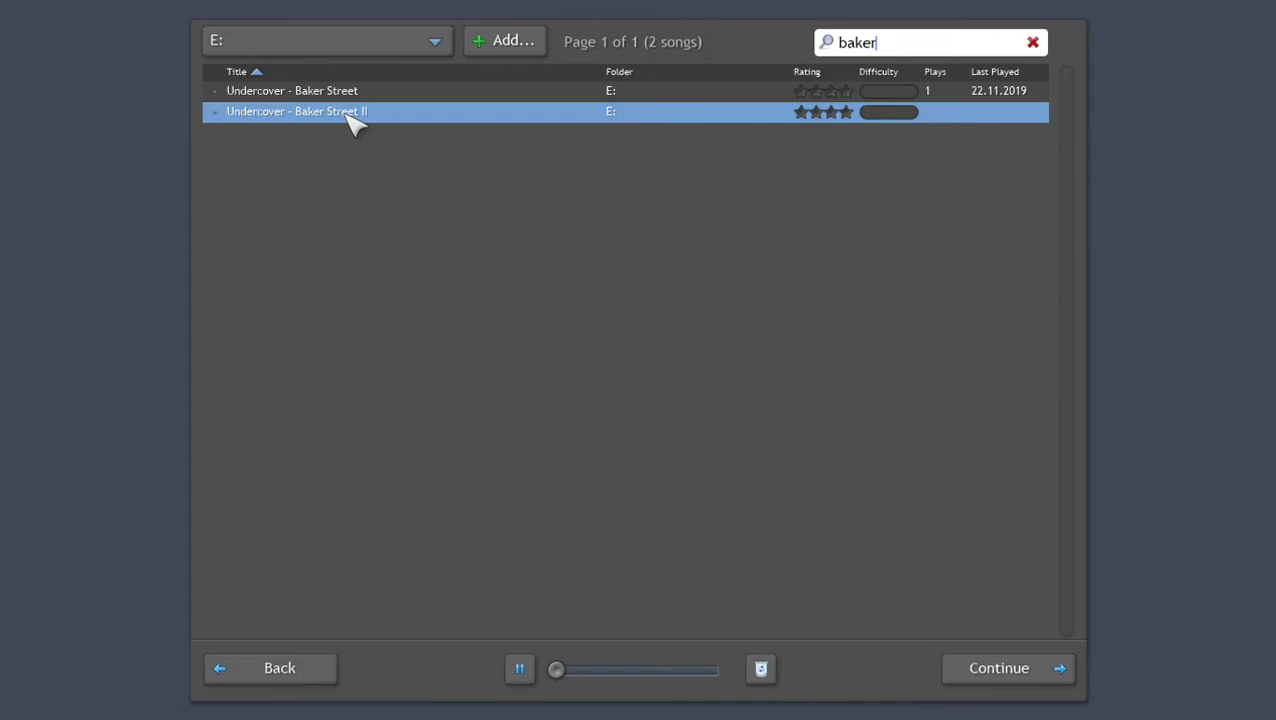 E: Add... Page 1 of 1 (2 songs) baker
Title Folder Rating Difficulty Plays Last Played
Undercover - Baker Street E: 1 22.11.2019
Undercover - Baker Street II E:
Back Continue